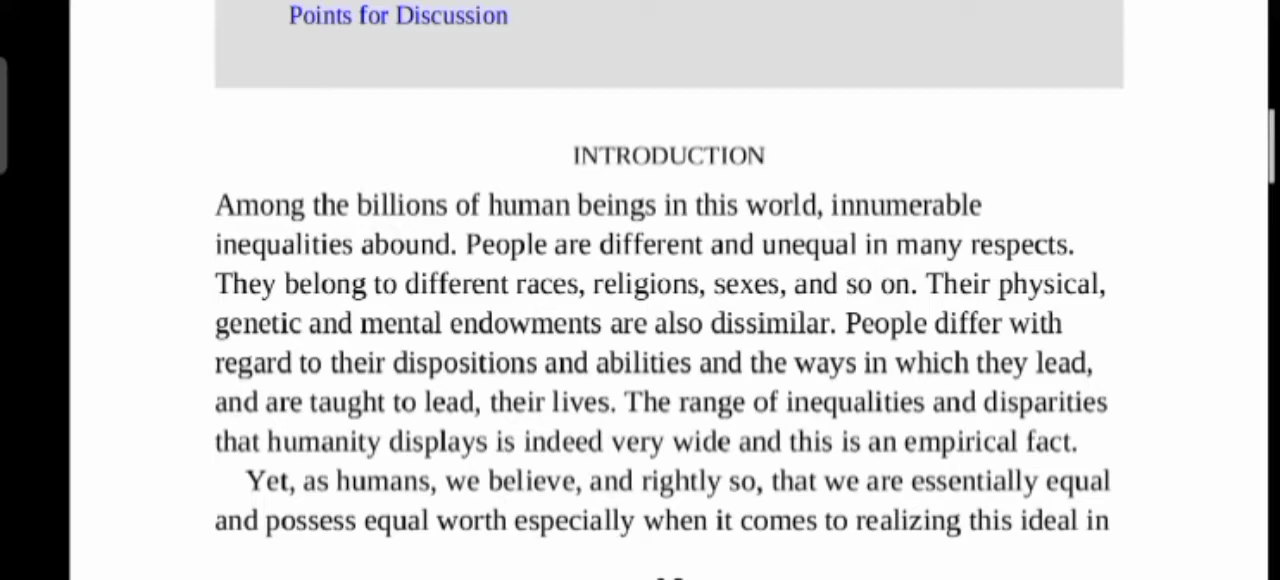 Points for Discussion
INTRODUCTION
Among the billions of human beings in this world, innumerable
inequalities abound. People are different and unequal in many respects.
They belong to different races, religions, sexes, and so on. Their physical,
genetic and mental endowments are also dissimilar. People differ with
regard to their dispositions and abilities and the ways in which they lead,
and are taught to lead, their lives. The range of inequalities and disparities
that humanity displays is indeed very wide and this is an empirical fact.
Yet, as humans, we believe, and rightly so, that we are essentially equal
and possess equal worth especially when it comes to realizing this ideal in